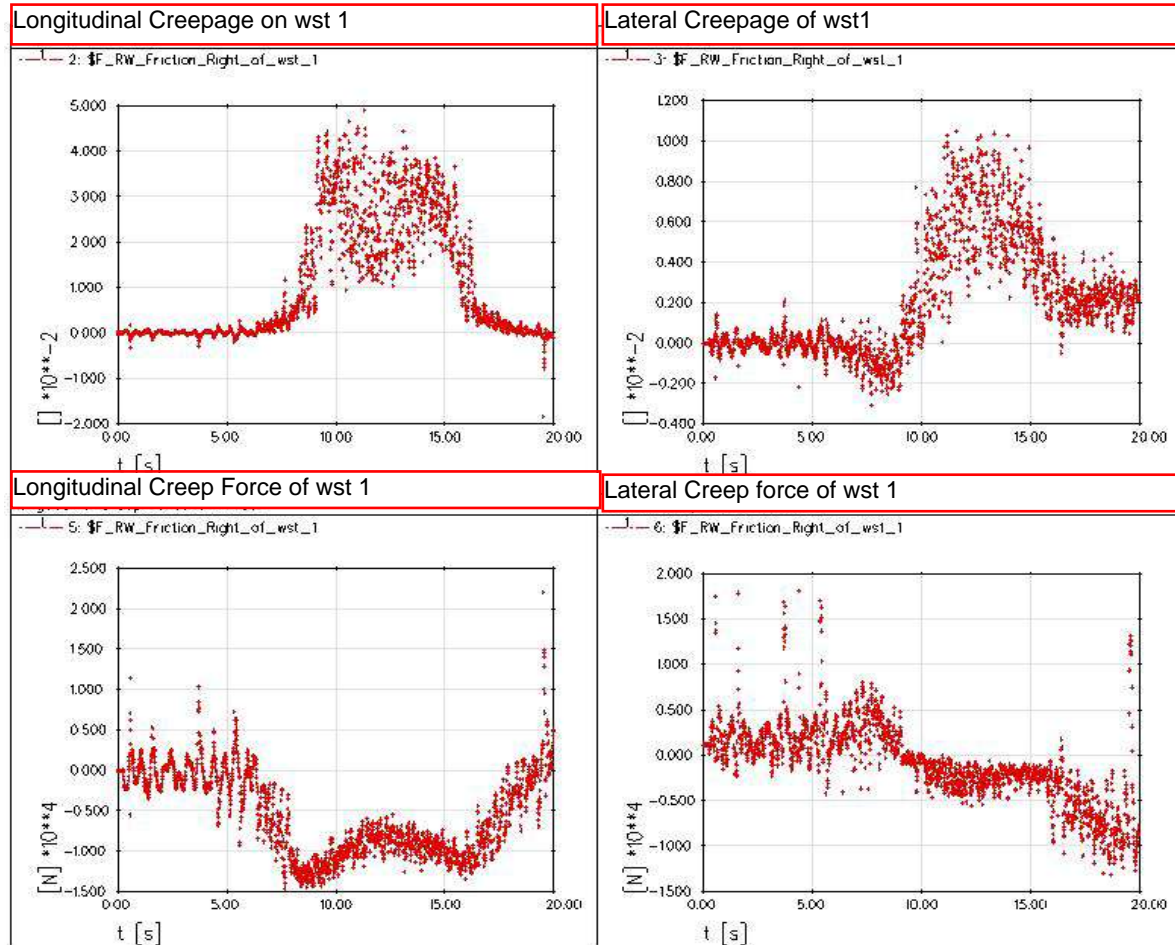 Longitudinal Creepage on wst 1
1 2: $F_RW_Friction_Right_of_wst_1
5.000
4.000
3.000
2.000
1.000
0.000
-1.000
-2.000
[] *10**-2
0.00 5.00 10.00 15.00 20.00
t [s]
Lateral Creepage of wst1
1 3: $F_RW_Friction_Right_of_wst_1
1.200
1.000
0.800
0.600
0.400
0.200
0.000
-0.200
-0.400
[] *10**-2
0.00 5.00 10.00 15.00 20.00
t [s]
Longitudinal Creep Force of wst 1
1 5: $F_RW_Friction_Right_of_wst_1
2.500
2.000
1.500
1.000
0.500
0.000
-0.500
-1.000
-1.500
[N] *10**4
0.00 5.00 10.00 15.00 20.00
t [s]
Lateral Creep force of wst 1
1 6: $F_RW_Friction_Right_of_wst_1
2.000
1.500
1.000
0.500
0.000
-0.500
-1.000
-1.500
[N] *10**4
0.00 5.00 10.00 15.00 20.00
t [s]